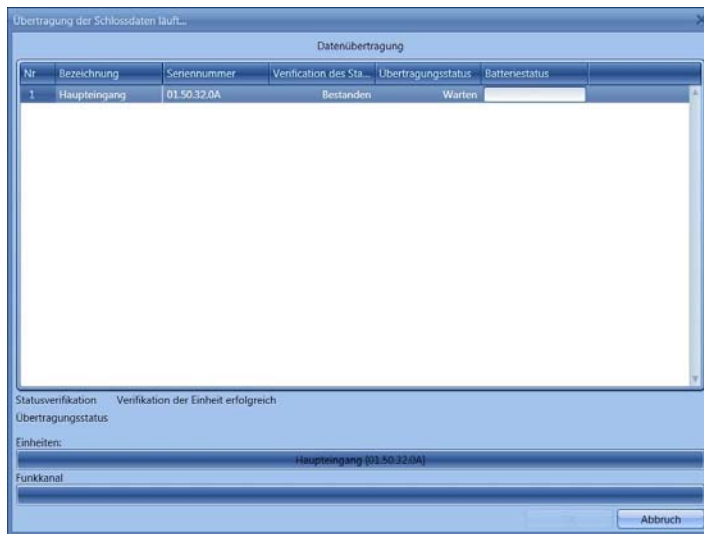 Übertragung der Schlossdaten läuft...
Datenübertragung
Nr Bezeichnung Seriennummer Verification des Sta... Übertragungsstatus Batteriestatus
1 Haupteingang 01.50.32.0A Bestanden Warten
Statusverifikation Verifikation der Einheit erfolgreich
Übertragungsstatus
Einheiten:
Haupteingang [01.50.32.0A]
Funkkanal
Abbruch